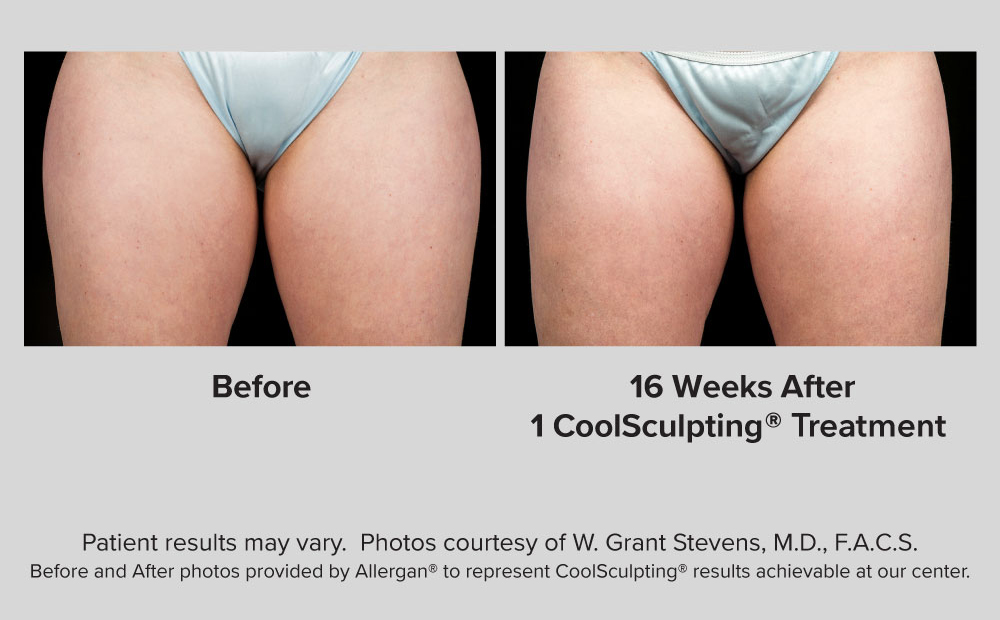 Before
16 Weeks After
1 CoolSculpting® Treatment
Patient results may vary.  Photos courtesy of W. Grant Stevens, M.D., F.A.C.S.
Before and After photos provided by Allergan® to represent CoolSculpting® results achievable at our center.